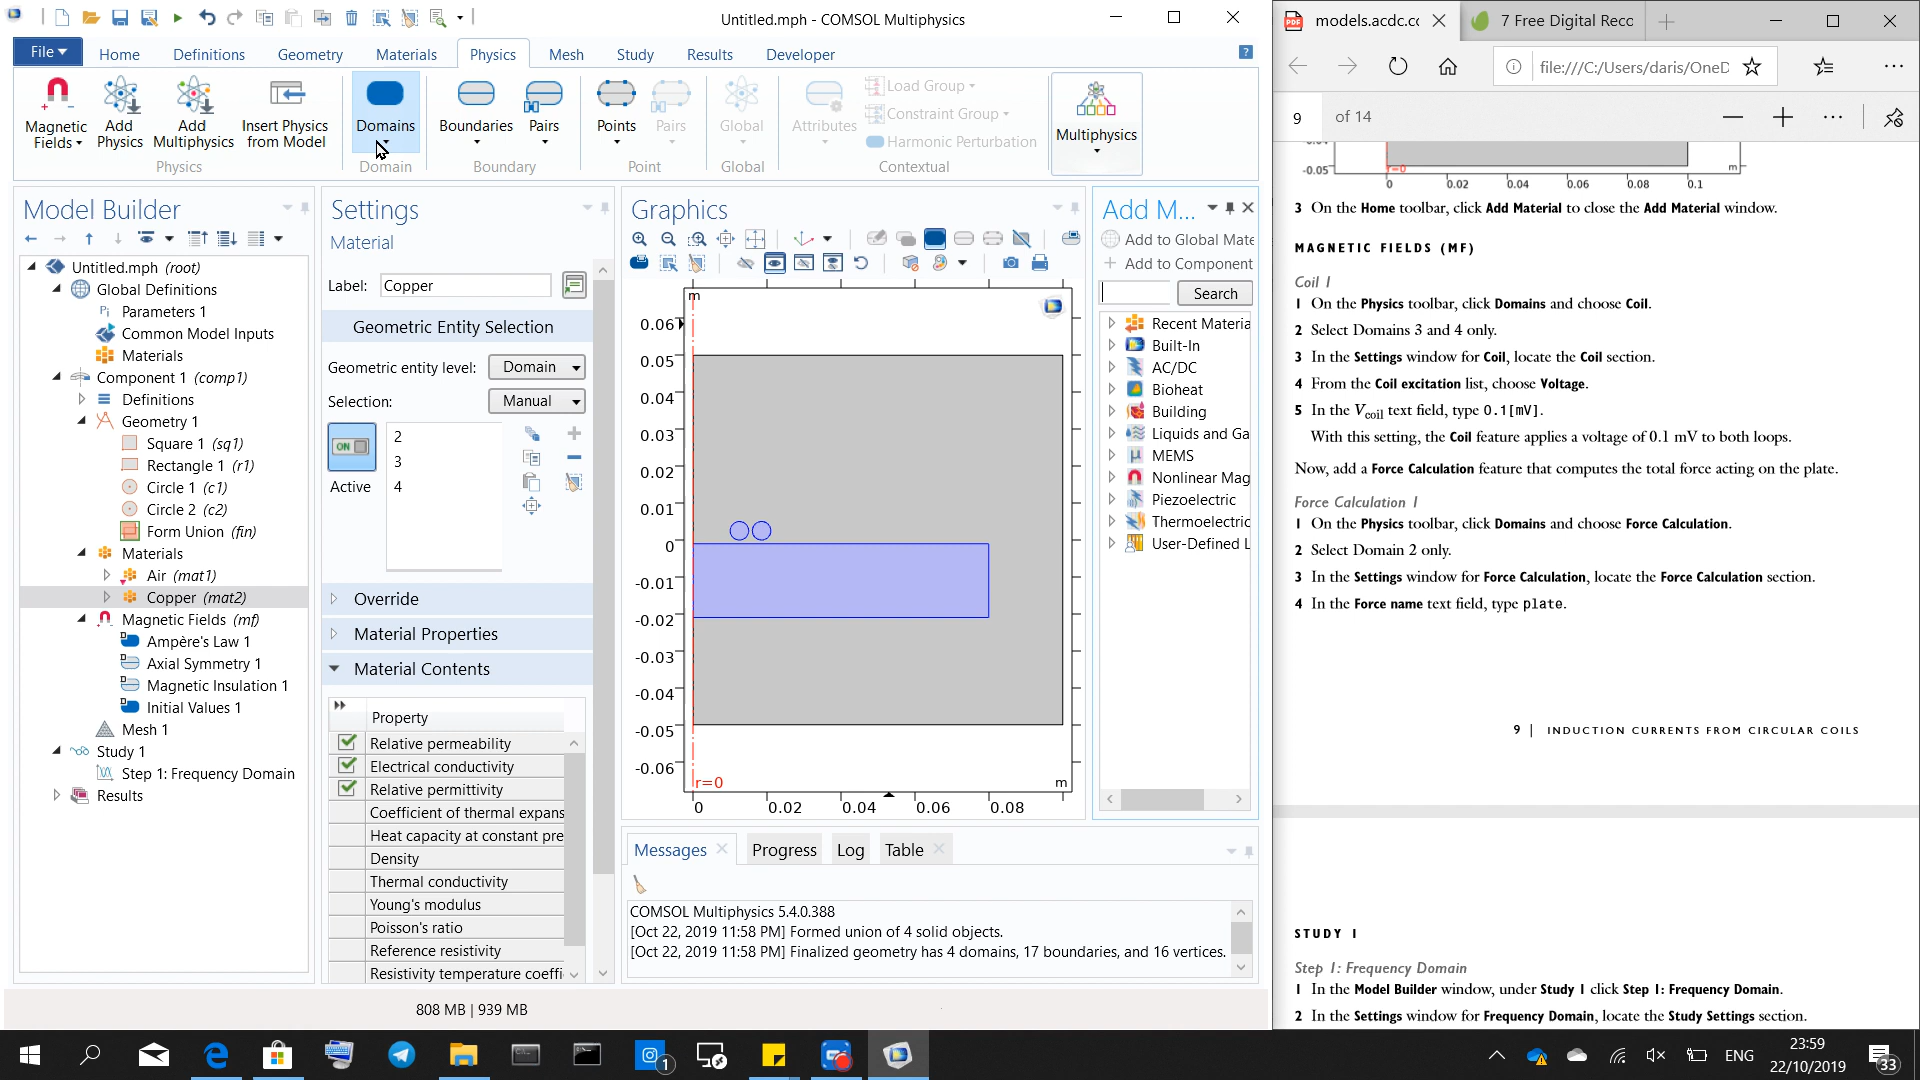 Untitled.mph - COMSOL Multiphysics
File
Home
Definitions
Geometry
Materials
Physics
Mesh
Study
Results
Developer
Magnetic Fields
Add Physics
Add Multiphysics
Insert Physics from Model
Physics
Domains
Domain
Boundaries
Pairs
Boundary
Points
Pairs
Point
Global
Global
Attributes
Load Group
Constraint Group
Harmonic Perturbation
Contextual
Multiphysics
Model Builder
Untitled.mph (root)
Global Definitions
Parameters 1
Common Model Inputs
Materials
Component 1 (comp1)
Definitions
Geometry 1
Square 1 (sq1)
Rectangle 1 (r1)
Circle 1 (c1)
Circle 2 (c2)
Form Union (fin)
Materials
Air (mat1)
Copper (mat2)
Magnetic Fields (mf)
Ampère's Law 1
Axial Symmetry 1
Magnetic Insulation 1
Initial Values 1
Mesh 1
Study 1
Step 1: Frequency Domain
Results
Settings
Material
Label: Copper
Geometric Entity Selection
Geometric entity level: Domain
Selection: Manual
ON
Active
2
3
4
Override
Material Properties
Material Contents
Property
Relative permeability
Electrical conductivity
Relative permittivity
Coefficient of thermal expans
Heat capacity at constant pre
Density
Thermal conductivity
Young's modulus
Poisson's ratio
Reference resistivity
Resistivity temperature coeffi
Graphics
m
0.06
0.05
0.04
0.03
0.02
0.01
0
-0.01
-0.02
-0.03
-0.04
-0.05
-0.06
r=0
m
0
0.02
0.04
0.06
0.08
Add M...
Add to Global Mate
Add to Component
Search
Recent Materia
Built-In
AC/DC
Bioheat
Building
Liquids and Ga
MEMS
Nonlinear Mag
Piezoelectric
Thermoelectric
User-Defined L
Messages
Progress
Log
Table
COMSOL Multiphysics 5.4.0.388
[Oct 22, 2019 11:58 PM] Formed union of 4 solid objects.
[Oct 22, 2019 11:58 PM] Finalized geometry has 4 domains, 17 boundaries, and 16 vertices.
808 MB | 939 MB
models.acdc.cc
7 Free Digital Recc
file:///C:/Users/daris/OneD
9 of 14
-0.05
r=0
m
0 0.02 0.04 0.06 0.08 0.1
3 On the Home toolbar, click Add Material to close the Add Material window.
MAGNETIC FIELDS (MF)
Coil 1
1 On the Physics toolbar, click Domains and choose Coil.
2 Select Domains 3 and 4 only.
3 In the Settings window for Coil, locate the Coil section.
4 From the Coil excitation list, choose Voltage.
5 In the Vcoil text field, type 0.1[mV].
With this setting, the Coil feature applies a voltage of 0.1 mV to both loops.
Now, add a Force Calculation feature that computes the total force acting on the plate.
Force Calculation 1
1 On the Physics toolbar, click Domains and choose Force Calculation.
2 Select Domain 2 only.
3 In the Settings window for Force Calculation, locate the Force Calculation section.
4 In the Force name text field, type plate.
9 | INDUCTION CURRENTS FROM CIRCULAR COILS
STUDY 1
Step 1: Frequency Domain
1 In the Model Builder window, under Study 1 click Step 1: Frequency Domain.
2 In the Settings window for Frequency Domain, locate the Study Settings section.
1
ENG
23:59
22/10/2019
33